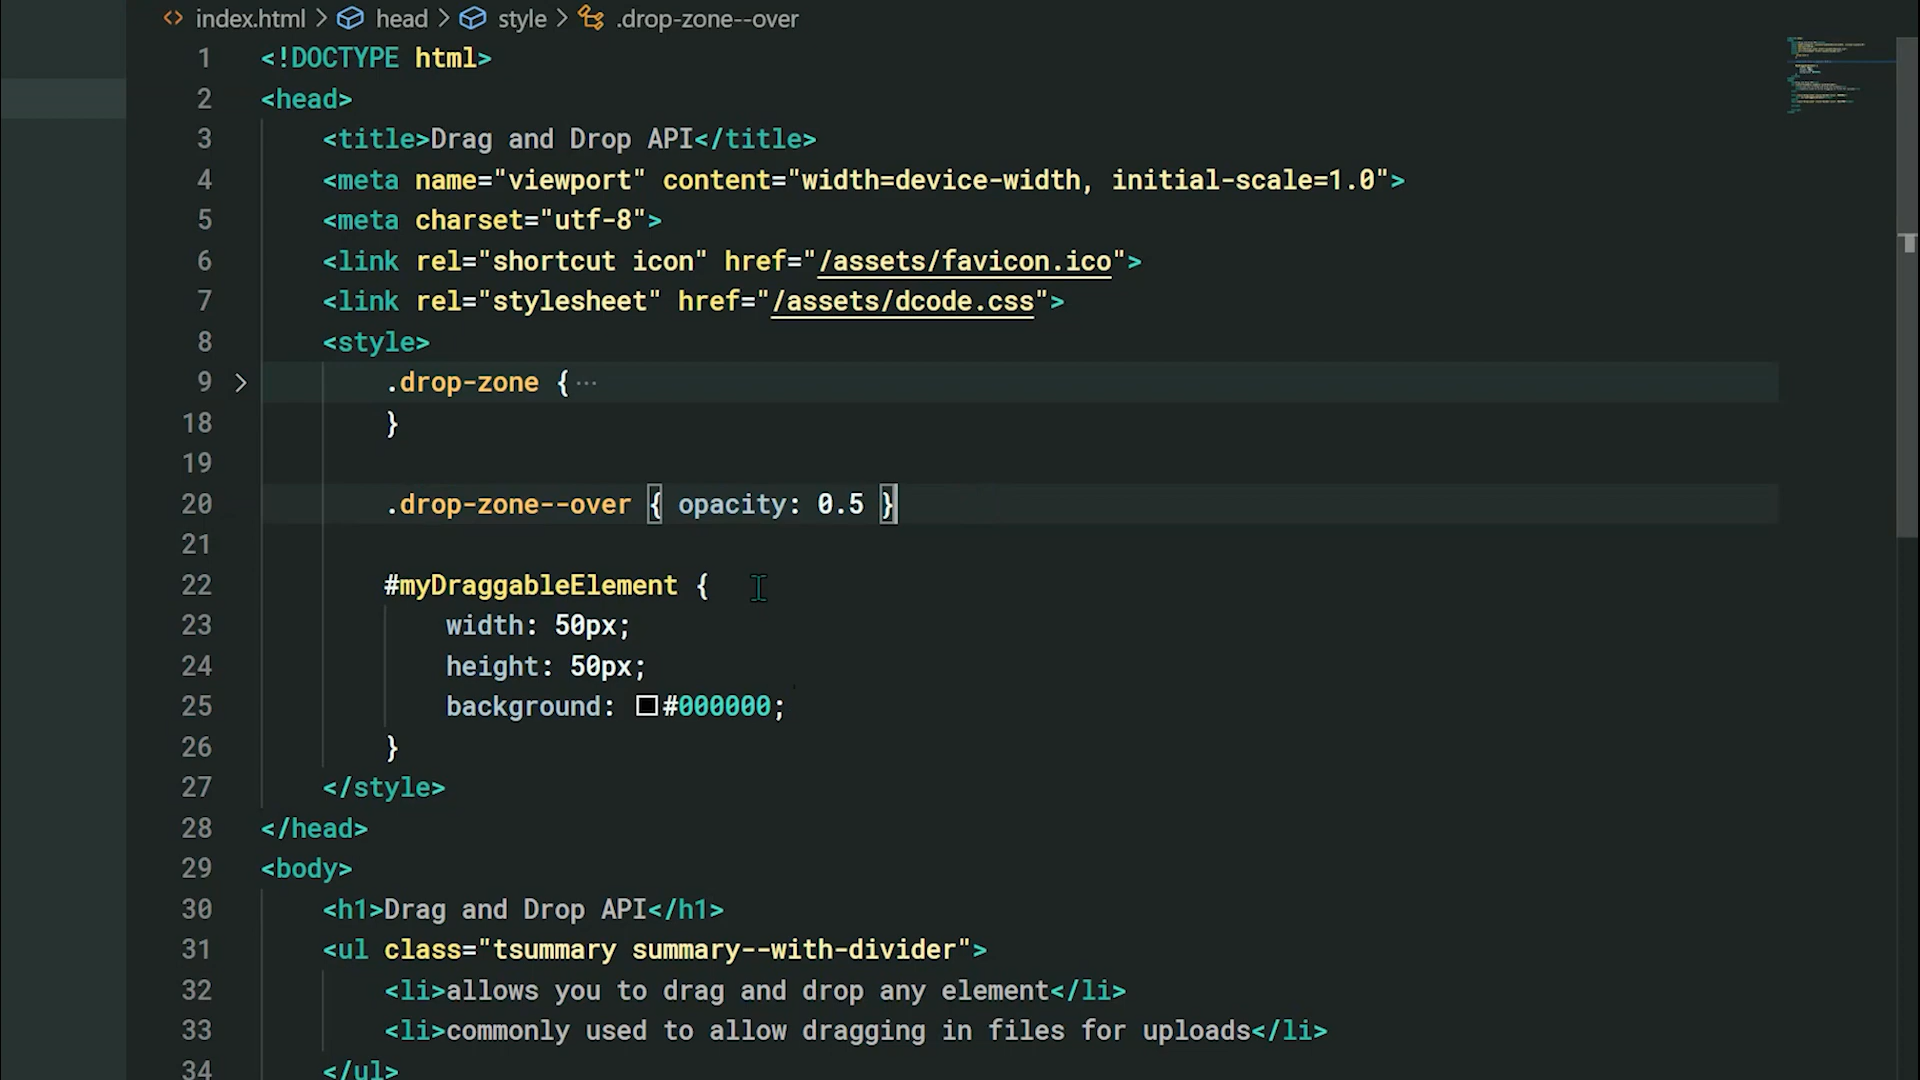 index.html > head > style > .drop-zone--over
1 <!DOCTYPE html>
2 <head>
3 <title>Drag and Drop API</title>
4 <meta name="viewport" content="width=device-width, initial-scale=1.0">
5 <meta charset="utf-8">
6 <link rel="shortcut icon" href="/assets/favicon.ico">
7 <link rel="stylesheet" href="/assets/dcode.css">
8 <style>
9 > .drop-zone { ···
18 }
19
20 .drop-zone--over { opacity: 0.5 }
21
22 #myDraggableElement {
23 width: 50px;
24 height: 50px;
25 background: #000000;
26 }
27 </style>
28 </head>
29 <body>
30 <h1>Drag and Drop API</h1>
31 <ul class="tsummary summary--with-divider">
32 <li>allows you to drag and drop any element</li>
33 <li>commonly used to allow dragging in files for uploads</li>
34 </ul>